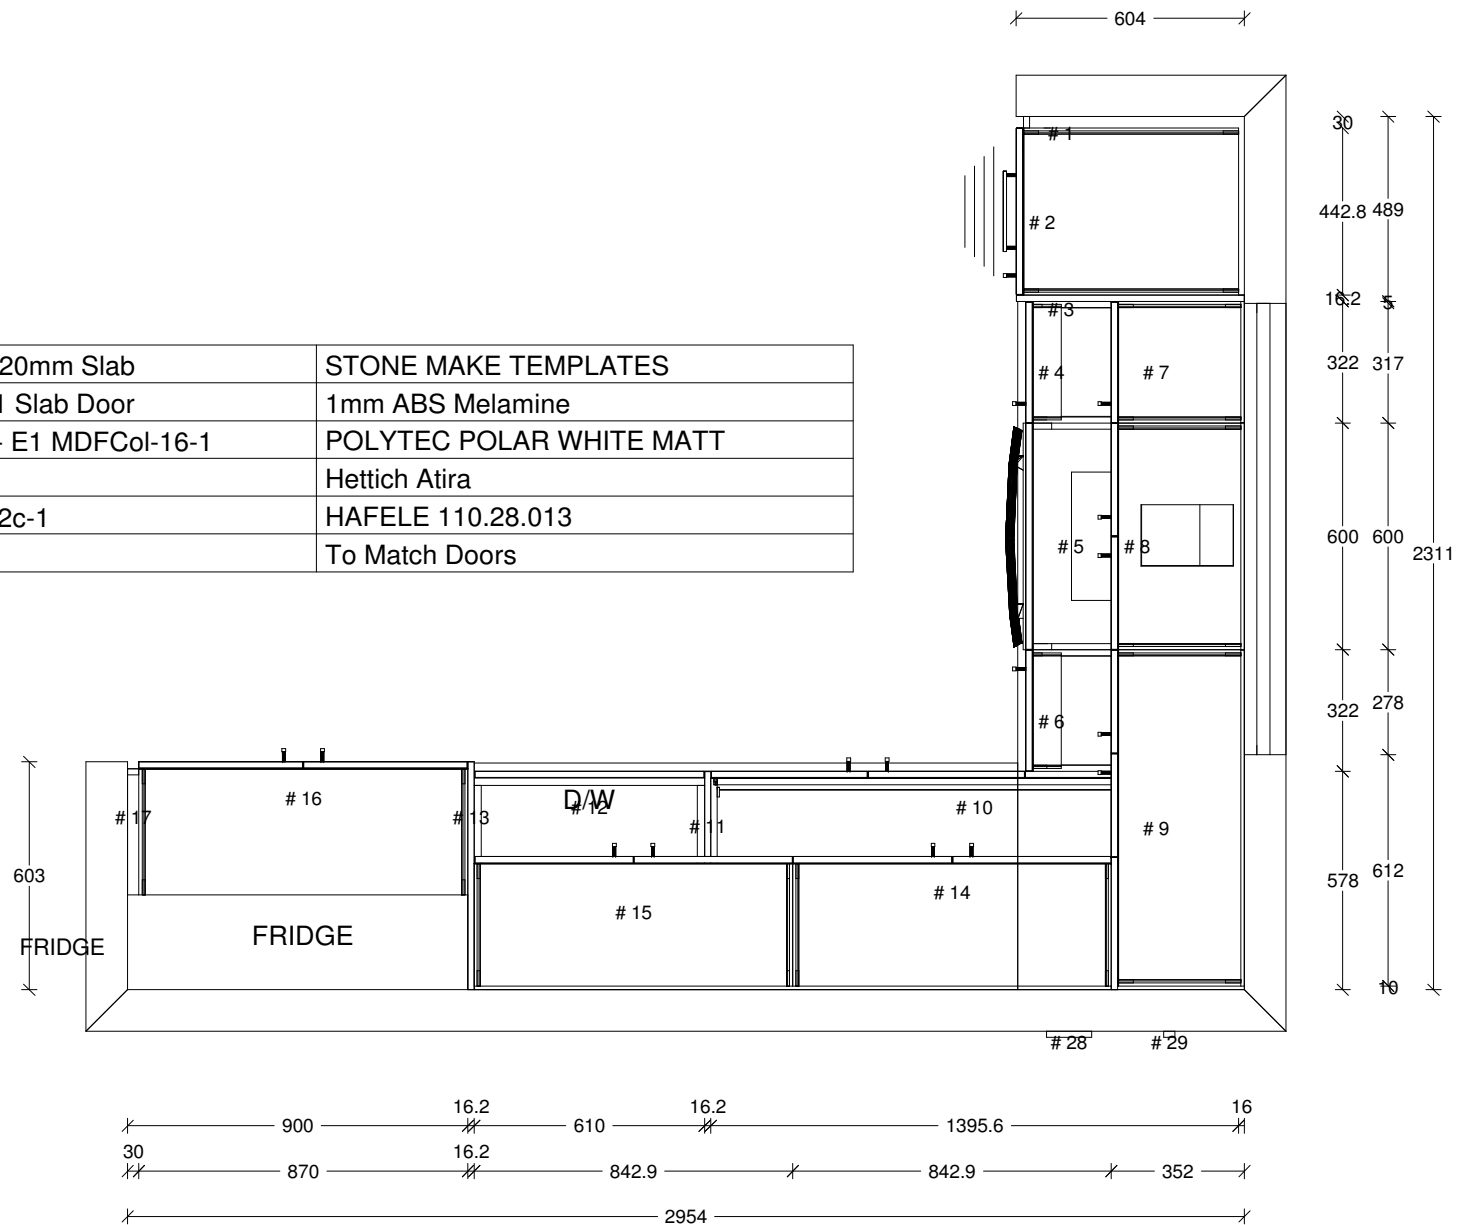 604
30
# 1
442.8 489
# 2
16.2 5
# 3
20mm Slab STONE MAKE TEMPLATES
Slab Door 1mm ABS Melamine
- E1 MDFCol-16-1 POLYTEC POLAR WHITE MATT
Hettich Atira
2c-1 HAFELE 110.28.013
To Match Doors
# 4 # 7 322 317
# 5 # 8 600 600 2311
# 6 322 278
# 16 D/W # 12 # 10
# 17 # 13 # 11 # 9
603 578 612
# 15 # 14
FRIDGE FRIDGE
10
# 28 # 29
16.2 16.2 16
900 610 1395.6
30 16.2
870 842.9 842.9 352
2954